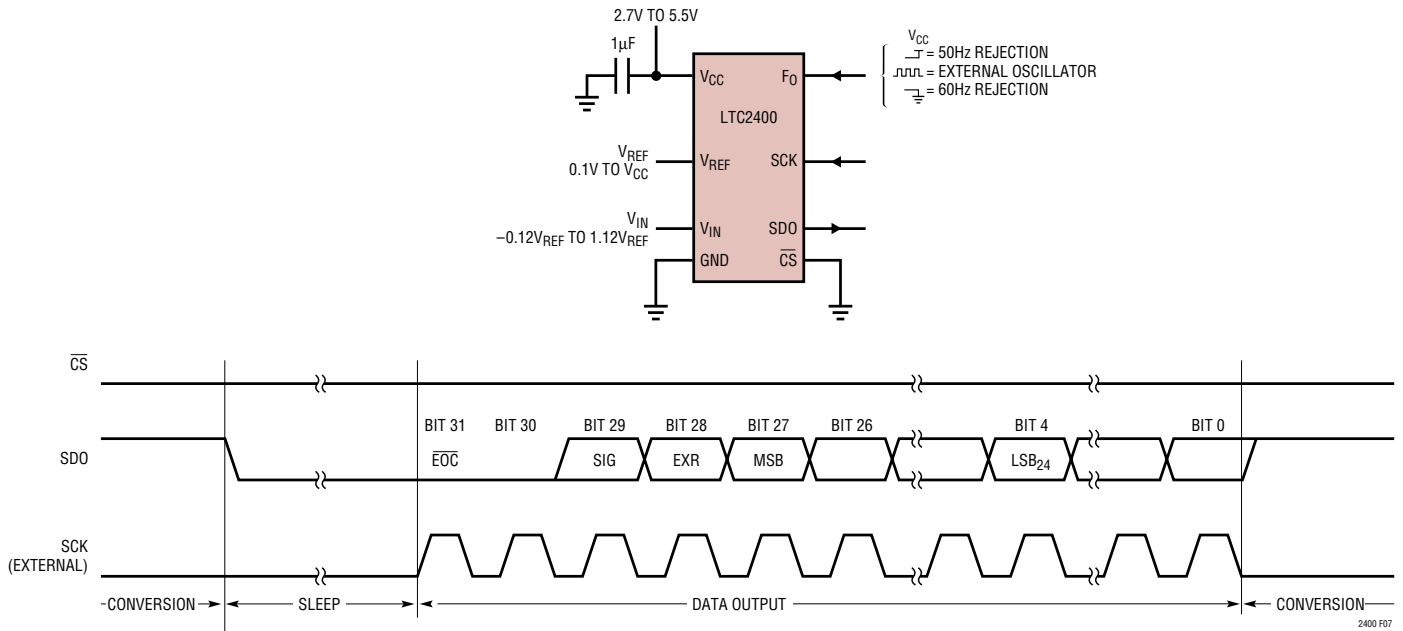 2.7V TO 5.5V
1µF
VCC
FO
LTC2400
VREF
0.1V TO VCC
VREF
SCK
VIN
−0.12VREF TO 1.12VREF
VIN
SDO
GND
CS
VCC
= 50Hz REJECTION
= EXTERNAL OSCILLATOR
= 60Hz REJECTION
CS
BIT 31 BIT 30 BIT 29 BIT 28 BIT 27 BIT 26 BIT 4 BIT 0
SDO
EOC SIG EXR MSB LSB24
SCK
(EXTERNAL)
CONVERSION SLEEP DATA OUTPUT CONVERSION
2400 F07